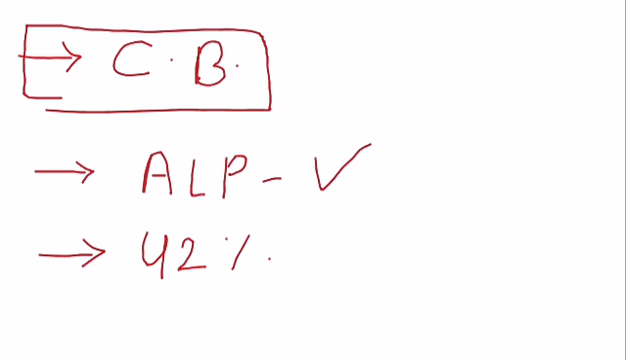 → C. B.
→ ALP - ✓
→ 42%.